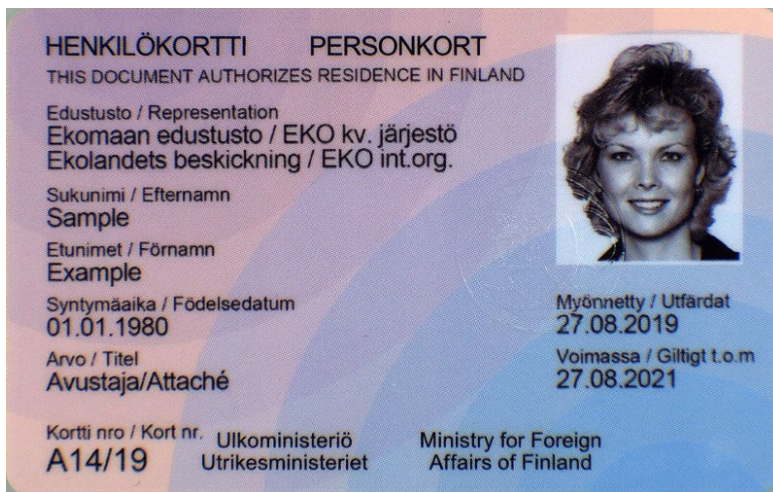 HENKILÖKORTTI PERSONKORT
THIS DOCUMENT AUTHORIZES RESIDENCE IN FINLAND
Edustusto / Representation
Ekomaan edustusto / EKO kv. järjestö
Ekolandets beskickning / EKO int.org.
Sukunimi / Efternamn
Sample
Etunimet / Förnamn
Example
Syntymäaika / Födelsedatum
01.01.1980
Arvo / Titel
Avustaja/Attaché
Myönnetty / Utfärdat
27.08.2019
Voimassa / Giltigt t.o.m
27.08.2021
Kortti nro / Kort nr.
A14/19
Ulkoministeriö
Utrikesministeriet
Ministry for Foreign
Affairs of Finland